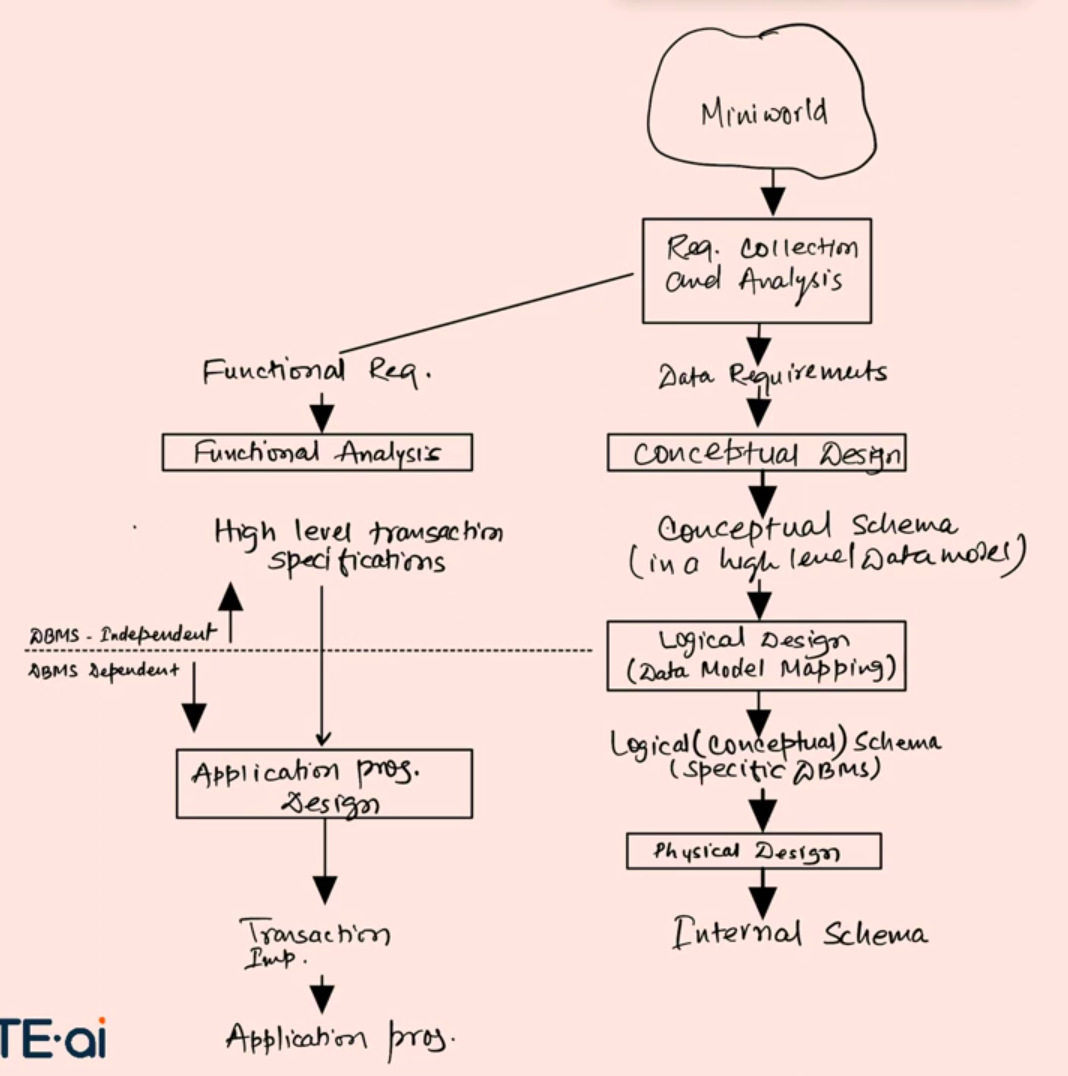 Miniworld
Req. Collection
and Analysis
Functional Req.
Data Requirements
Functional Analysis
Conceptual Design
High level transaction
specifications
Conceptual Schema
(in a high level Data model)
DBMS - Independent
DBMS Dependent
Logical Design
(Data Model Mapping)
Logical (Conceptual) Schema
(specific DBMS)
Application prog.
Design
Physical Design
Transaction
Imp.
Internal Schema
Application prog.
TE·ai